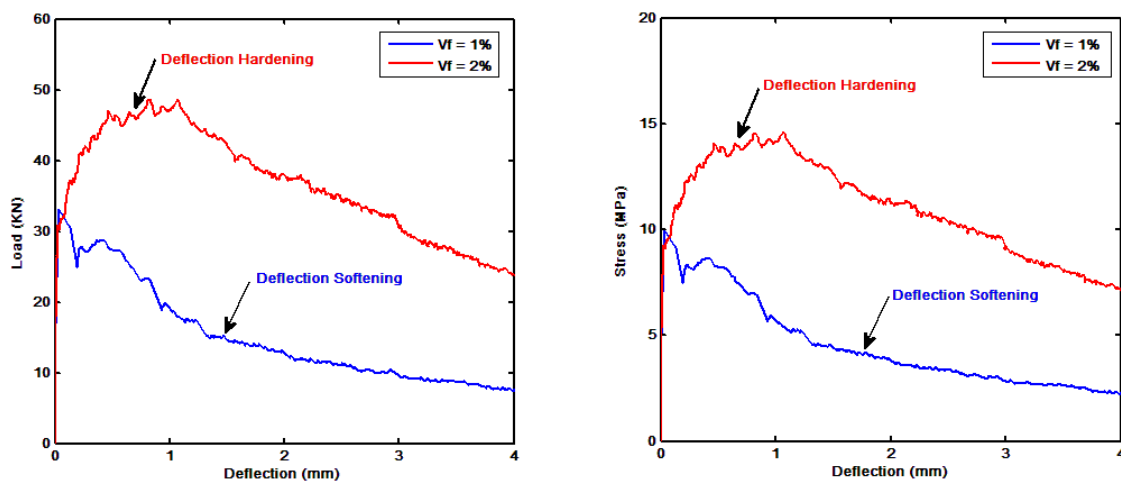 60
50
40
30
20
10
0
Load (KN)
0 1 2 3 4
Deflection (mm)
Vf = 1%
Vf = 2%
Deflection Hardening
Deflection Softening
20
15
10
5
0
Stress (MPa)
0 1 2 3 4
Deflection (mm)
Vf = 1%
Vf = 2%
Deflection Hardening
Deflection Softening